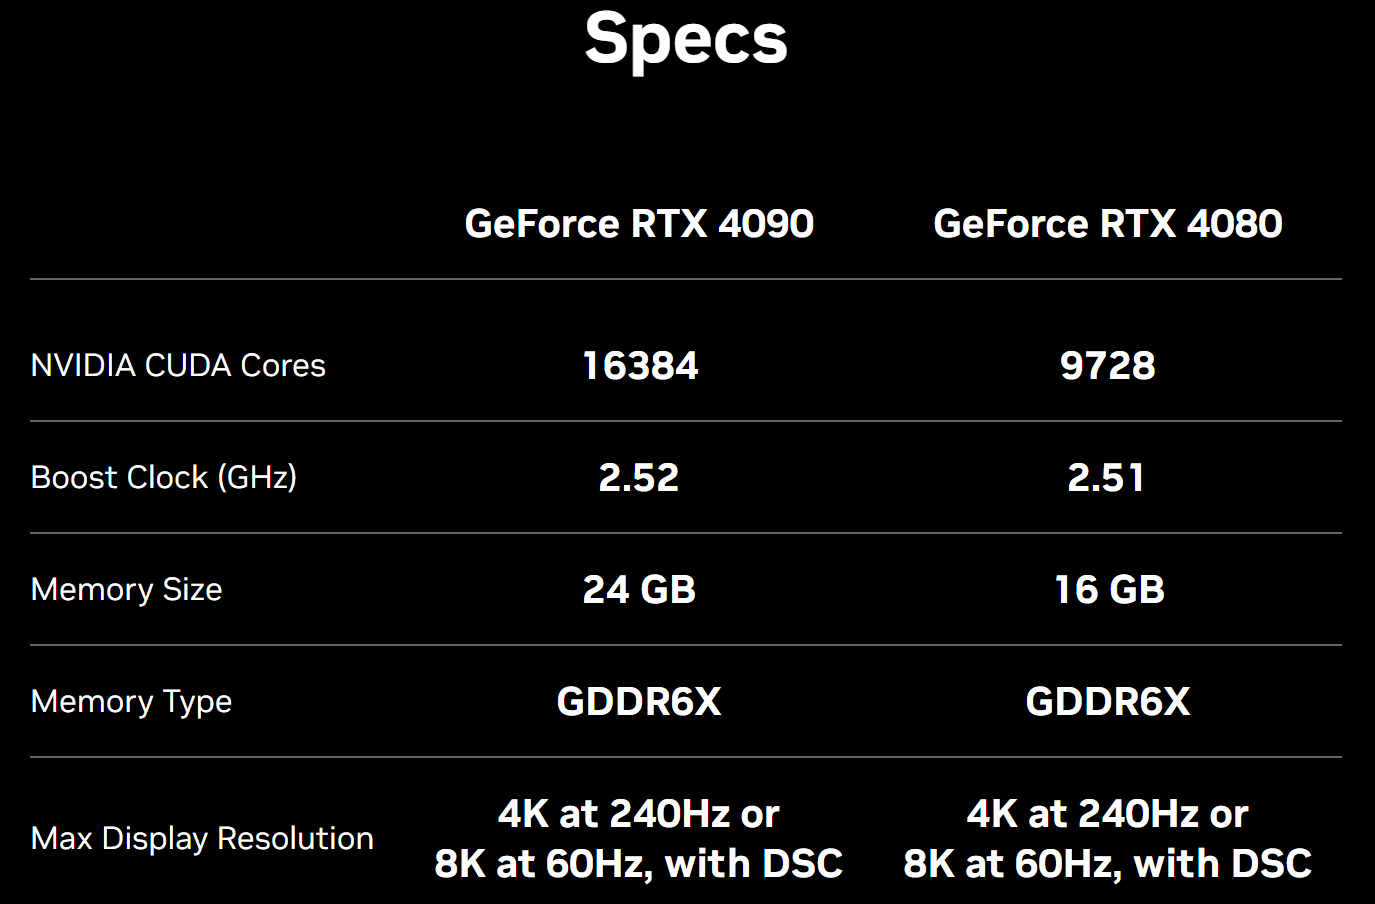 Specs
GeForce RTX 4090 GeForce RTX 4080
NVIDIA CUDA Cores 16384 9728
Boost Clock (GHz) 2.52 2.51
Memory Size 24 GB 16 GB
Memory Type GDDR6X GDDR6X
Max Display Resolution
4K at 240Hz or
8K at 60Hz, with DSC
4K at 240Hz or
8K at 60Hz, with DSC